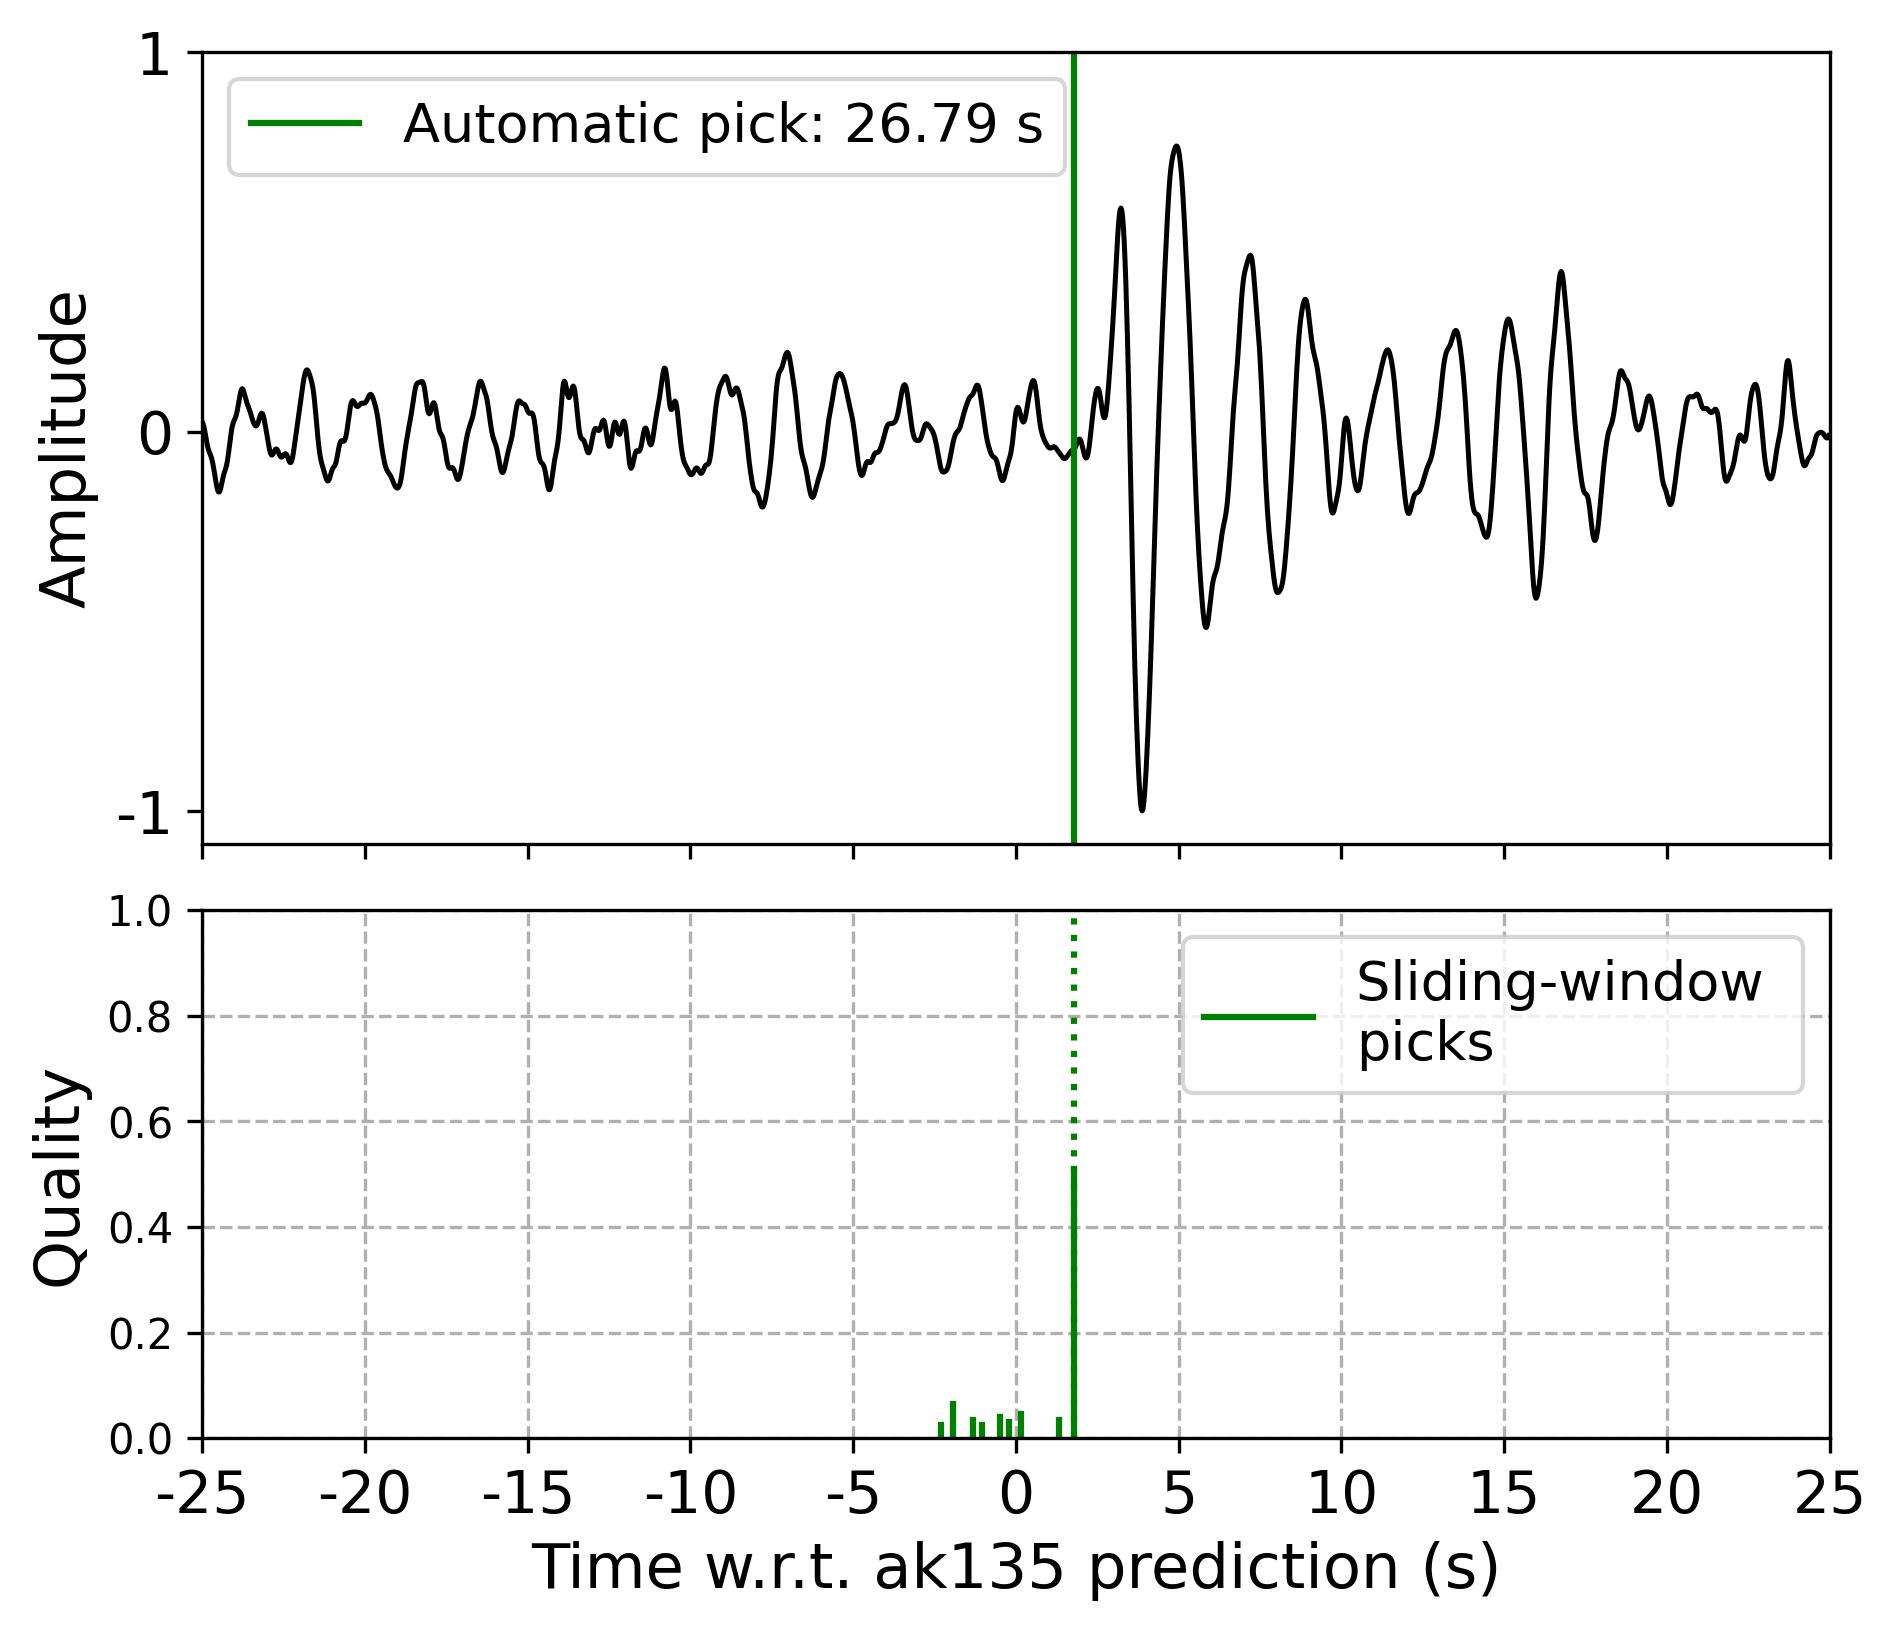 1
Automatic pick: 26.79 s
0
-1
Amplitude
1.0
0.8
0.6
0.4
0.2
0.0
Quality
Sliding-window
picks
-25 -20 -15 -10 -5 0 5 10 15 20 25
Time w.r.t. ak135 prediction (s)